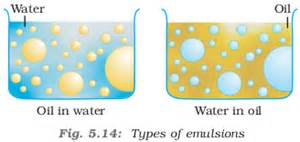 Water
Oil
Oil in water
Water in oil
Fig. 5.14: Types of emulsions